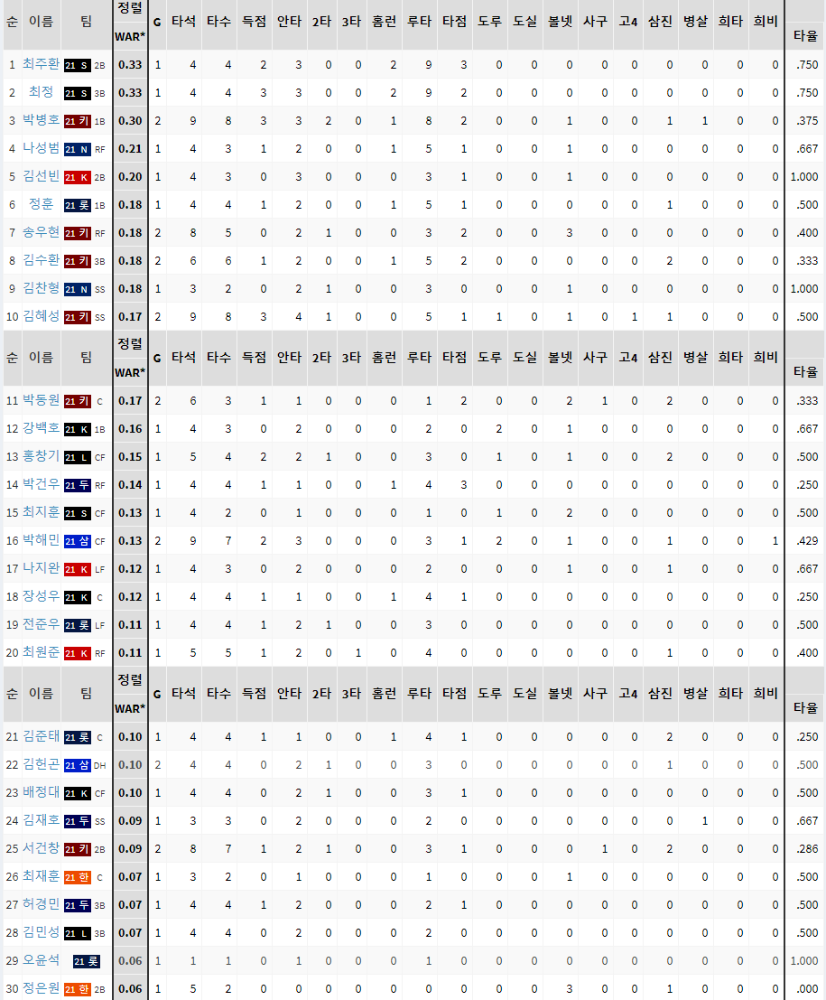 순 이름 팀 정렬 WAR* G 타석 타수 득점 안타 2타 3타 홈런 루타 타점 도루 도실 볼넷 사구 고4 삼진 병살 희타 희비 타율
1 최주환 21 S 2B 0.33 1 4 4 2 3 0 0 2 9 3 0 0 0 0 0 0 0 0 0 .750
2 최정 21 S 3B 0.33 1 4 4 3 3 0 0 2 9 2 0 0 0 0 0 0 0 0 0 .750
3 박병호 21 키 1B 0.30 2 9 8 3 3 2 0 1 8 2 0 0 1 0 0 1 1 0 0 .375
4 나성범 21 N RF 0.21 1 4 3 1 2 0 0 1 5 1 0 0 1 0 0 0 0 0 0 .667
5 김선빈 21 K 2B 0.20 1 4 3 0 3 0 0 0 3 1 0 0 1 0 0 0 0 0 0 1.000
6 정훈 21 롯 1B 0.18 1 4 4 1 2 0 0 1 5 1 0 0 0 0 0 1 0 0 0 .500
7 송우현 21 키 RF 0.18 2 8 5 0 2 1 0 0 3 2 0 0 3 0 0 0 0 0 0 .400
8 김수환 21 키 3B 0.18 2 6 6 1 2 0 0 1 5 2 0 0 0 0 0 2 0 0 0 .333
9 김찬형 21 N SS 0.18 1 3 2 0 2 1 0 0 3 0 0 0 1 0 0 0 0 0 0 1.000
10 김혜성 21 키 SS 0.17 2 9 8 3 4 1 0 0 5 1 1 0 1 0 1 1 0 0 0 .500
순 이름 팀 정렬 WAR* G 타석 타수 득점 안타 2타 3타 홈런 루타 타점 도루 도실 볼넷 사구 고4 삼진 병살 희타 희비 타율
11 박동원 21 키 C 0.17 2 6 3 1 1 0 0 0 1 2 0 0 2 1 0 2 0 0 0 .333
12 강백호 21 K 1B 0.16 1 4 3 0 2 0 0 0 2 0 2 0 1 0 0 0 0 0 0 .667
13 홍창기 21 L CF 0.15 1 5 4 2 2 1 0 0 3 0 1 0 1 0 0 2 0 0 0 .500
14 박건우 21 두 RF 0.14 1 4 4 1 1 0 0 1 4 3 0 0 0 0 0 0 0 0 0 .250
15 최지훈 21 S CF 0.13 1 4 2 0 1 0 0 0 1 0 1 0 2 0 0 0 0 0 0 .500
16 박해민 21 삼 CF 0.13 2 9 7 2 3 0 0 0 3 1 2 0 1 0 0 1 0 0 1 .429
17 나지완 21 K LF 0.12 1 4 3 0 2 0 0 0 2 0 0 0 1 0 0 1 0 0 0 .667
18 장성우 21 K C 0.12 1 4 4 1 1 0 0 1 4 1 0 0 0 0 0 0 0 0 0 .250
19 전준우 21 롯 LF 0.11 1 4 4 1 2 1 0 0 3 0 0 0 0 0 0 0 0 0 0 .500
20 최원준 21 K RF 0.11 1 5 5 1 2 0 1 0 4 0 0 0 0 0 0 1 0 0 0 .400
순 이름 팀 정렬 WAR* G 타석 타수 득점 안타 2타 3타 홈런 루타 타점 도루 도실 볼넷 사구 고4 삼진 병살 희타 희비 타율
21 김준태 21 롯 C 0.10 1 4 4 1 1 0 0 1 4 1 0 0 0 0 0 2 0 0 0 .250
22 김헌곤 21 삼 DH 0.10 2 4 4 0 2 1 0 0 3 0 0 0 0 0 0 1 0 0 0 .500
23 배정대 21 K CF 0.10 1 4 4 0 2 1 0 0 3 1 0 0 0 0 0 0 0 0 0 .500
24 김재호 21 두 SS 0.09 1 3 3 0 2 0 0 0 2 0 0 0 0 0 0 0 1 0 0 .667
25 서건창 21 키 2B 0.09 2 8 7 1 2 1 0 0 3 1 0 0 0 1 0 2 0 0 0 .286
26 최재훈 21 한 C 0.07 1 3 2 0 1 0 0 0 1 0 0 0 1 0 0 0 0 0 0 .500
27 허경민 21 두 3B 0.07 1 4 4 1 2 0 0 0 2 1 0 0 0 0 0 0 0 0 0 .500
28 김민성 21 L 3B 0.07 1 4 4 0 2 0 0 0 2 0 0 0 0 0 0 0 0 0 0 .500
29 오윤석 21 롯 0.06 1 1 1 0 1 0 0 0 1 0 0 0 0 0 0 0 0 0 0 1.000
30 정은원 21 한 2B 0.06 1 5 2 0 0 0 0 0 0 0 0 0 3 0 0 1 0 0 0 .000